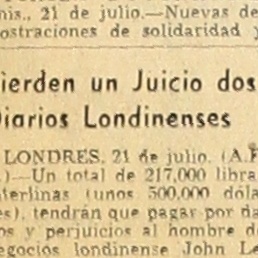 nis., 21 de julio.—Nuevas de
ostraciones de solidaridad y
ierden un Juicio dos
Diarios Londinenses
LONDRES, 21 de julio. (A.F
).—Un total de 217,000 libra
terlinas (unos 500,000 dóla
es), tendrán que pagar por da
os y perjuicios al hombre de
egocios londinense John Le